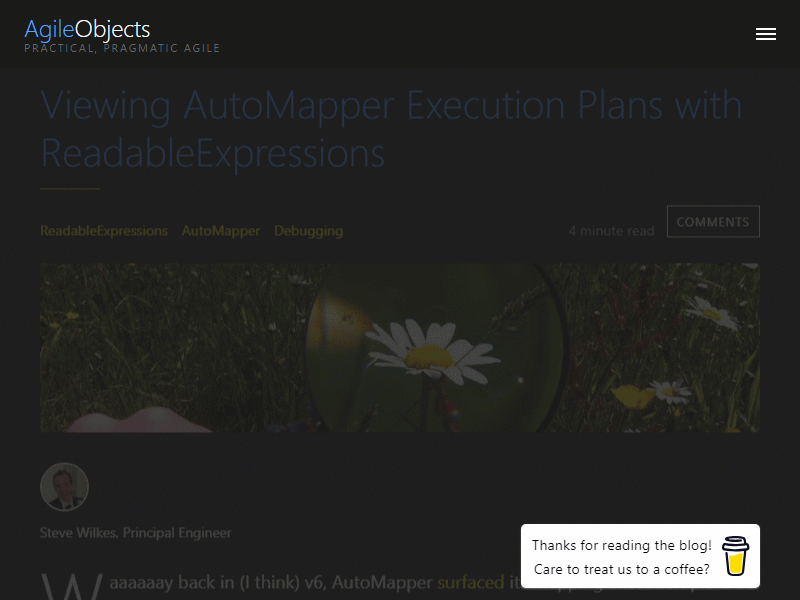 AgileObjects
PRACTICAL, PRAGMATIC AGILE
Viewing AutoMapper Execution Plans with
ReadableExpressions
ReadableExpressions AutoMapper Debugging
4 minute read COMMENTS
Steve Wilkes, Principal Engineer
Waaaaaay back in (I think) v6, AutoMapper surfaced
Thanks for reading the blog!
Care to treat us to a coffee?